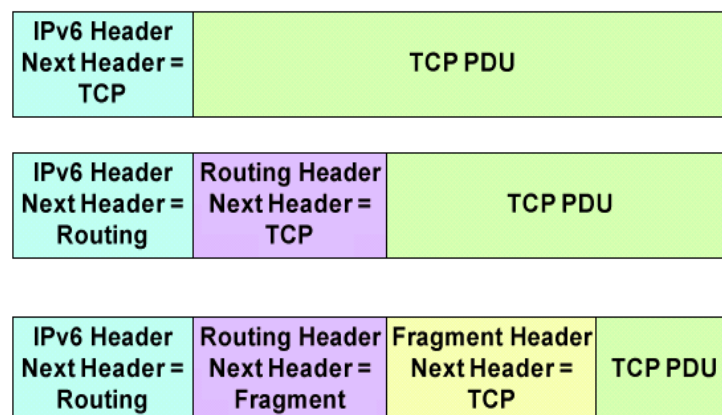 IPv6 Header
Next Header =
TCP
TCP PDU
IPv6 Header
Next Header =
Routing
Routing Header
Next Header =
TCP
TCP PDU
IPv6 Header
Next Header =
Routing
Routing Header
Next Header =
Fragment
Fragment Header
Next Header =
TCP
TCP PDU